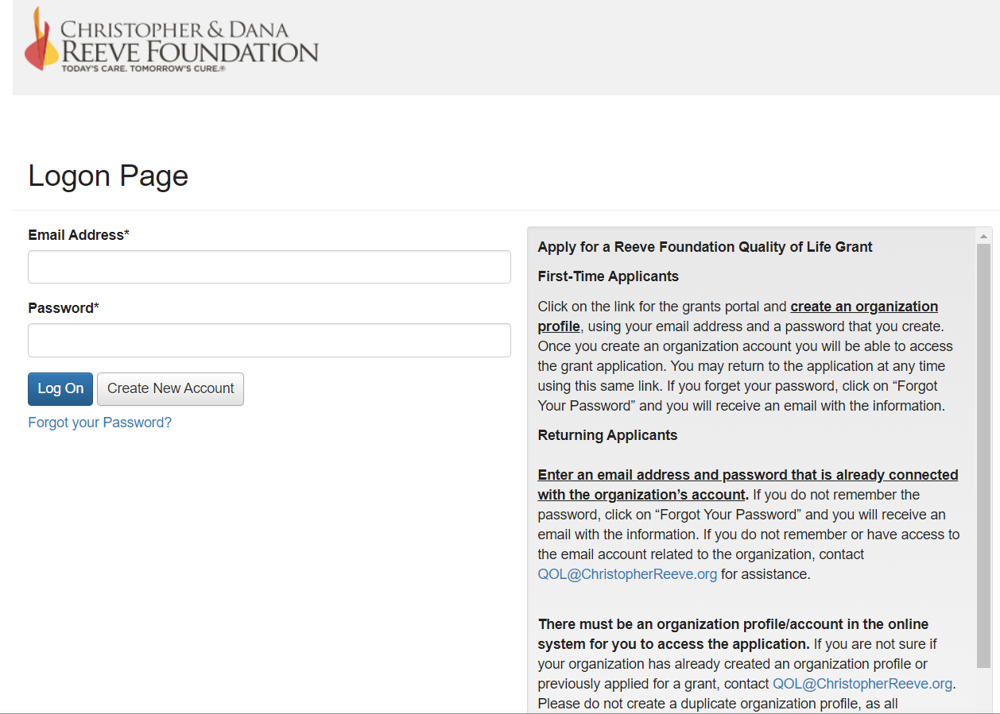 CHRISTOPHER & DANA
REEVE FOUNDATION
TODAY'S CARE. TOMORROW'S CURE.®
Logon Page
Email Address*
Password*
Log On
Create New Account
Forgot your Password?
Apply for a Reeve Foundation Quality of Life Grant
First-Time Applicants
Click on the link for the grants portal and create an organization
profile, using your email address and a password that you create.
Once you create an organization account you will be able to access
the grant application. You may return to the application at any time
using this same link. If you forget your password, click on “Forgot
Your Password” and you will receive an email with the information.
Returning Applicants
Enter an email address and password that is already connected
with the organization’s account. If you do not remember the
password, click on “Forgot Your Password” and you will receive an
email with the information. If you do not remember or have access to
the email account related to the organization, contact
QOL@ChristopherReeve.org for assistance.
There must be an organization profile/account in the online
system for you to access the application. If you are not sure if
your organization has already created an organization profile or
previously applied for a grant, contact QOL@ChristopherReeve.org.
Please do not create a duplicate organization profile, as all